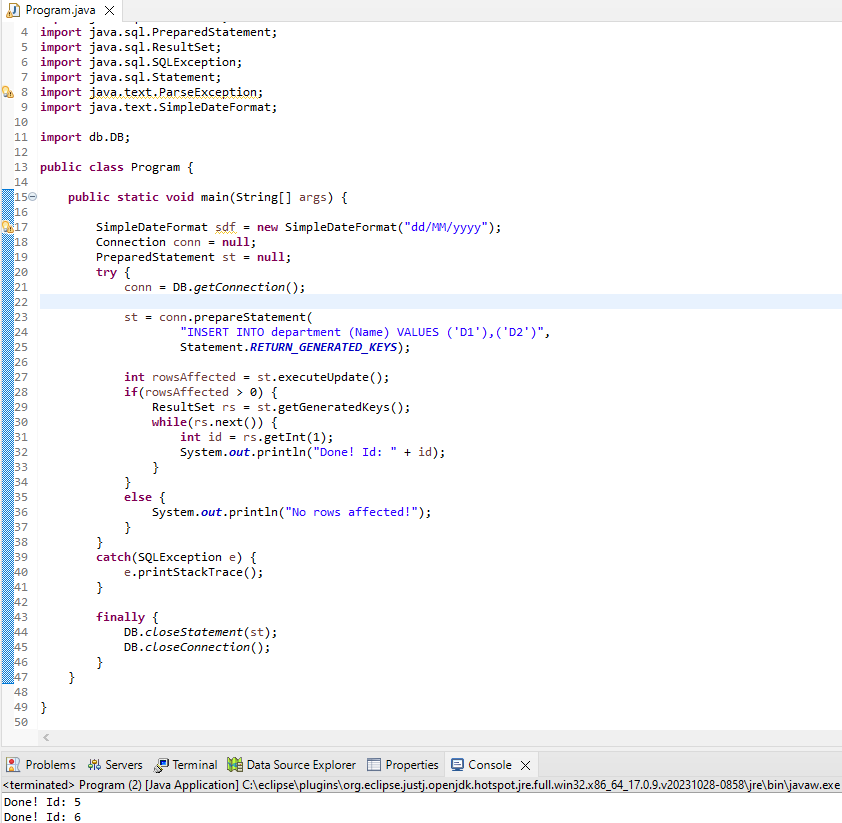 Program.java
4 import java.sql.PreparedStatement;
5 import java.sql.ResultSet;
6 import java.sql.SQLException;
7 import java.sql.Statement;
8 import java.text.ParseException;
9 import java.text.SimpleDateFormat;
10
11 import db.DB;
12
13 public class Program {
14
15     public static void main(String[] args) {
16
17         SimpleDateFormat sdf = new SimpleDateFormat("dd/MM/yyyy");
18         Connection conn = null;
19         PreparedStatement st = null;
20         try {
21             conn = DB.getConnection();
22
23             st = conn.prepareStatement(
24                     "INSERT INTO department (Name) VALUES ('D1'),('D2')",
25                     Statement.RETURN_GENERATED_KEYS);
26
27             int rowsAffected = st.executeUpdate();
28             if(rowsAffected > 0) {
29                 ResultSet rs = st.getGeneratedKeys();
30                 while(rs.next()) {
31                     int id = rs.getInt(1);
32                     System.out.println("Done! Id: " + id);
33                 }
34             }
35             else {
36                 System.out.println("No rows affected!");
37             }
38         }
39         catch(SQLException e) {
40             e.printStackTrace();
41         }
42
43         finally {
44             DB.closeStatement(st);
45             DB.closeConnection();
46         }
47     }
48
49 }
50
Problems Servers Terminal Data Source Explorer Properties Console
<terminated> Program (2) [Java Application] C:\eclipse\plugins\org.eclipse.justj.openjdk.hotspot.jre.full.win32.x86_64_17.0.9.v20231028-0858\jre\bin\javaw.exe
Done! Id: 5
Done! Id: 6